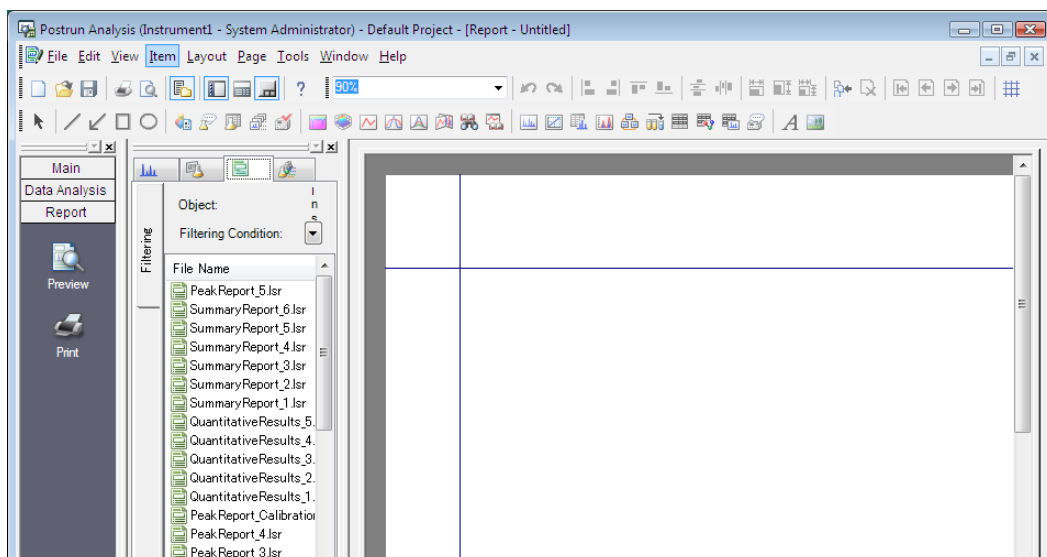 Postrun Analysis (Instrument1 - System Administrator) - Default Project - [Report - Untitled]
File Edit View Item Layout Page Tools Window Help
90%
Main
Data Analysis
Report
Preview
Print
Filtering
Object:
Filtering Condition:
File Name
PeakReport_5.lsr
SummaryReport_6.lsr
SummaryReport_5.lsr
SummaryReport_4.lsr
SummaryReport_3.lsr
SummaryReport_2.lsr
SummaryReport_1.lsr
QuantitativeResults_5.
QuantitativeResults_4.
QuantitativeResults_3.
QuantitativeResults_2.
QuantitativeResults_1.
PeakReport_Calibration
PeakReport_4.lsr
PeakReport_3.lsr